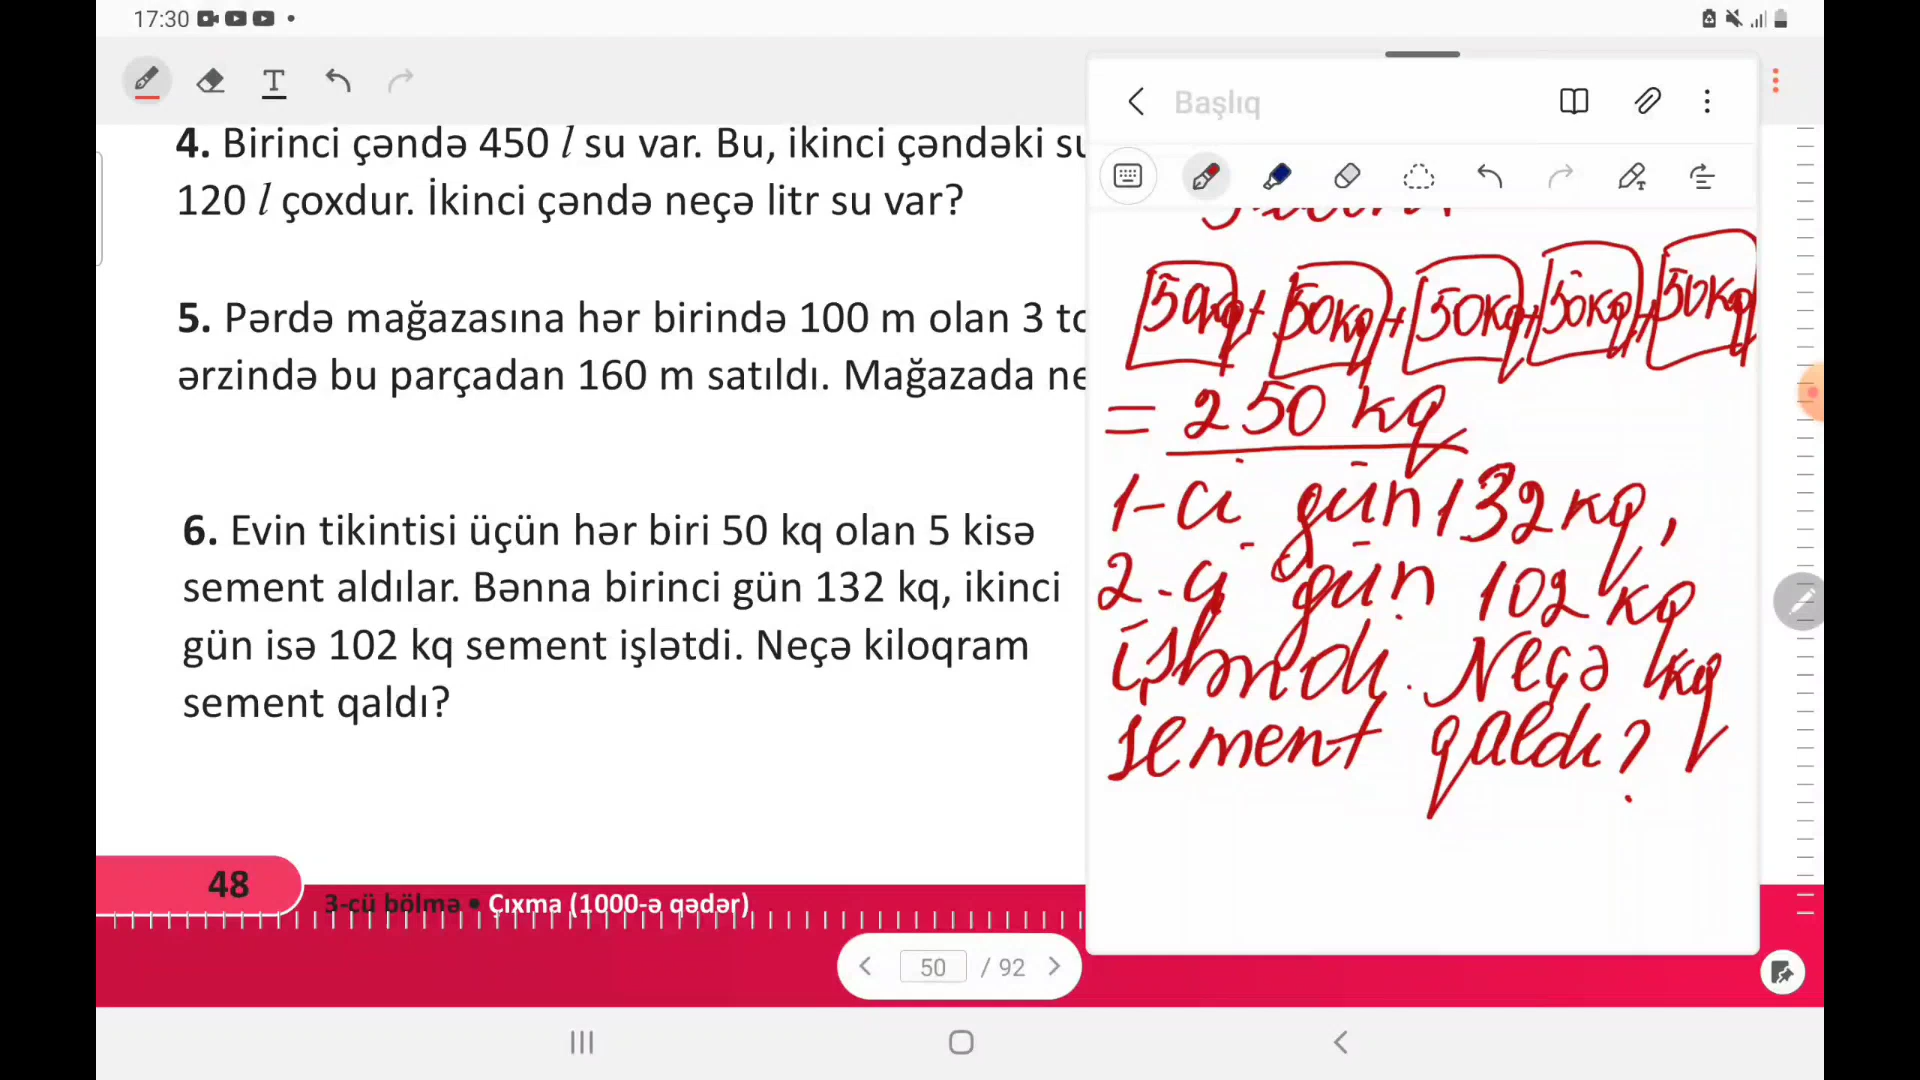 17:30
4. Birinci çəndə 450 l su var. Bu, ikinci çəndəki su
120 l çoxdur. İkinci çəndə neçə litr su var?
5. Pərdə mağazasına hər birində 100 m olan 3 to
ərzində bu parçadan 160 m satıldı. Mağazada ne
6. Evin tikintisi üçün hər biri 50 kq olan 5 kisə
sement aldılar. Bənna birinci gün 132 kq, ikinci
gün isə 102 kq sement işlətdi. Neçə kiloqram
sement qaldı?
48
3-cü bölmə • Çıxma (1000-ə qədər)
50 / 92
Başlıq
50kq + 50kq + 50kq + 50kq + 50kq
= 250 kq
1-ci gün 132 kq,
2-ci gün 102 kq
işləndi. Neçə kq
sement qaldı?